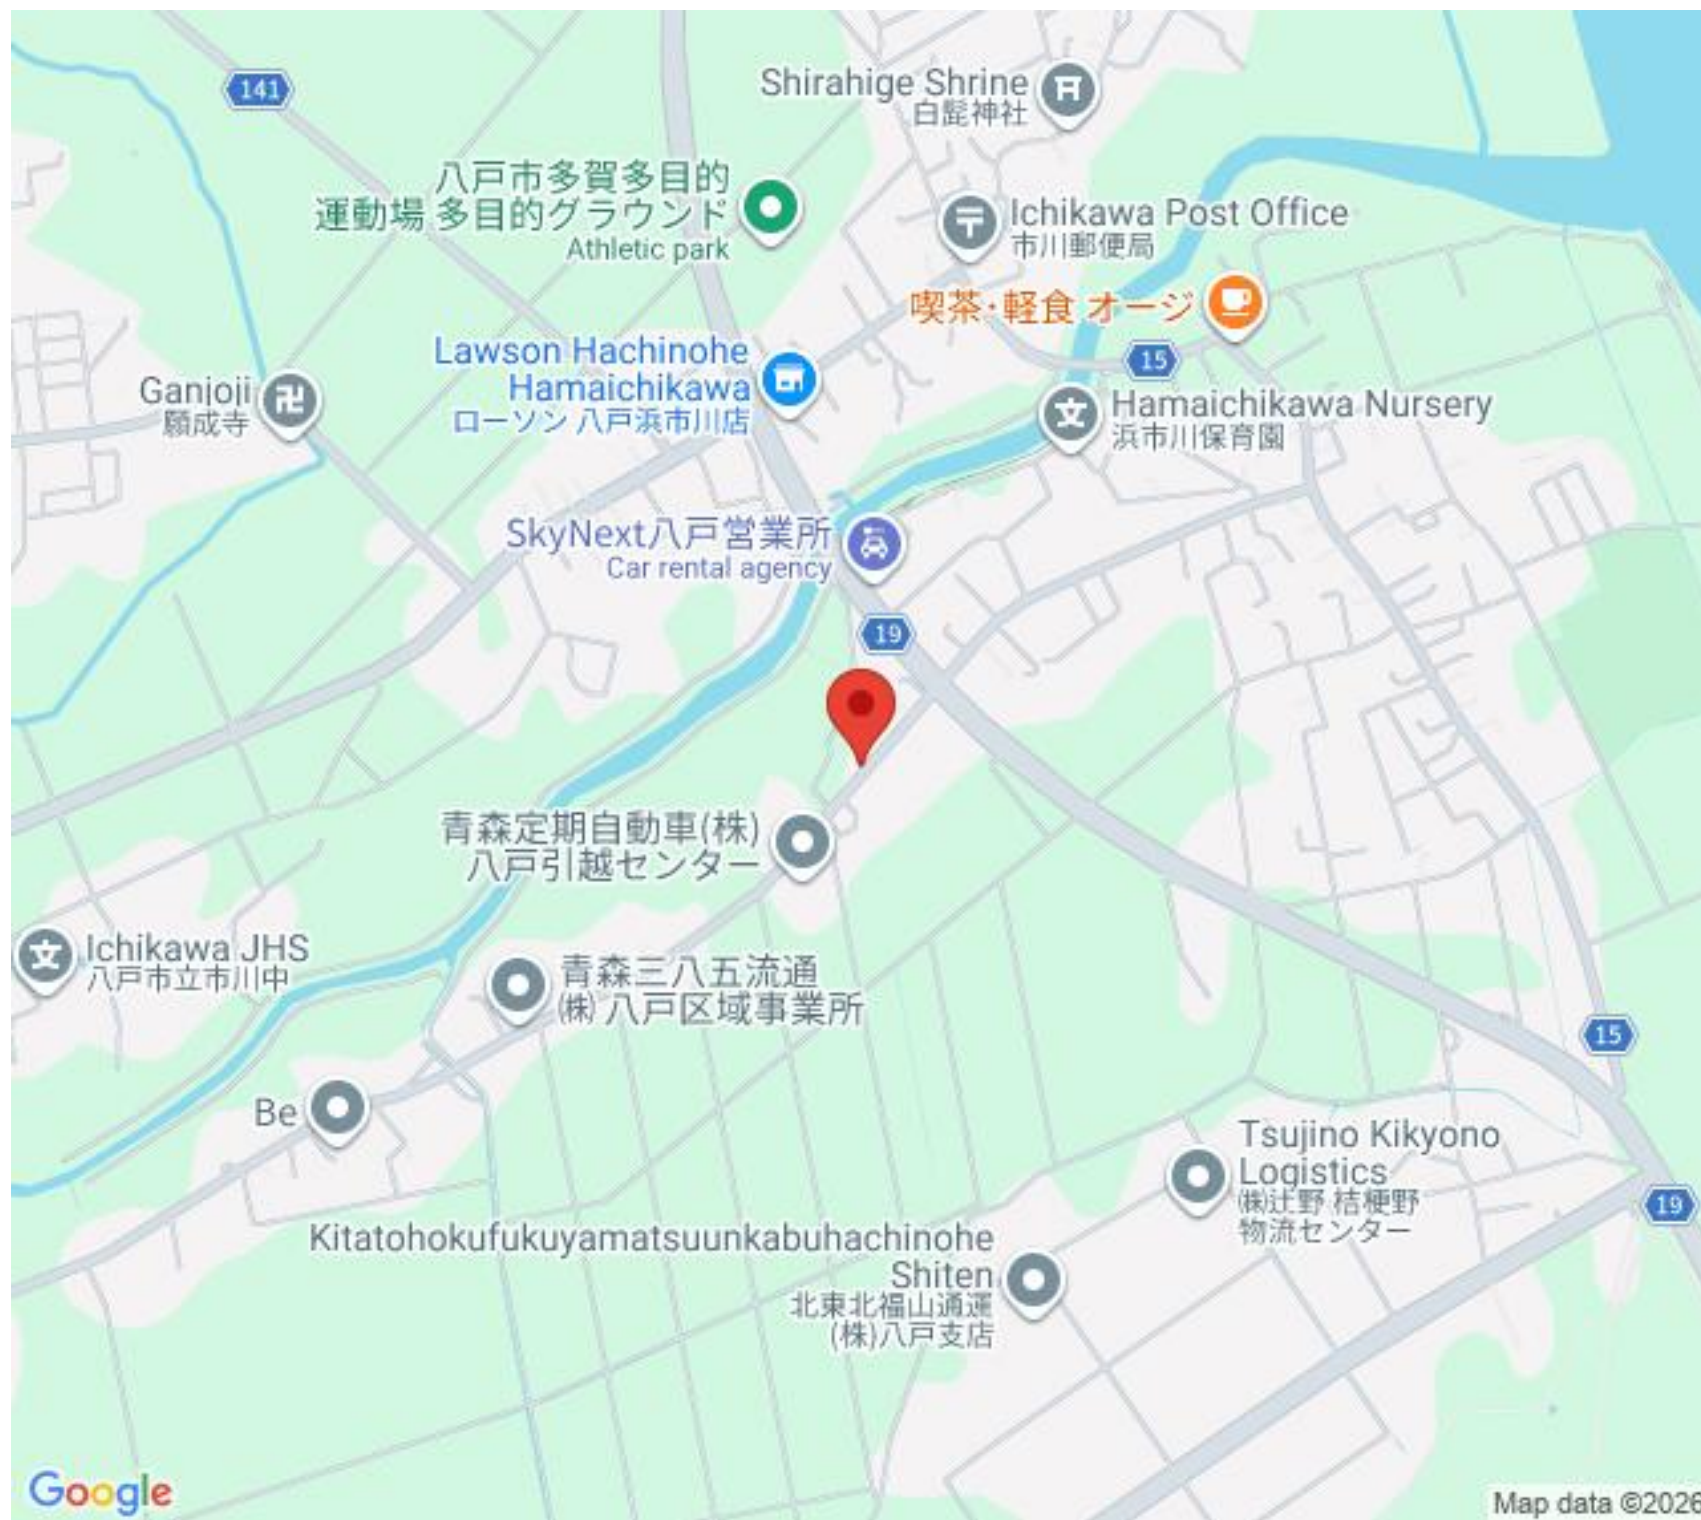 141
Shirahige Shrine
白髭神社
八戸市多賀多目的
運動場 多目的グラウンド
Athletic park
Ichikawa Post Office
市川郵便局
喫茶・軽食 オージ
15
Lawson Hachinohe
Hamaichikawa
ローソン 八戸浜市川店
Ganjoji
願成寺
Hamaichikawa Nursery
浜市川保育園
SkyNext八戸営業所
Car rental agency
19
青森定期自動車(株)
八戸引越センター
Ichikawa JHS
八戸市立市川中
青森三八五流通
㈱ 八戸区域事業所
15
Be
Tsujino Kikyono
Logistics
㈱辻野 桔梗野
物流センター
19
Kitatohokufukuyamatsuunkabuhachinohe
Shiten
北東北福山通運
(株)八戸支店
Google
Map data ©2026